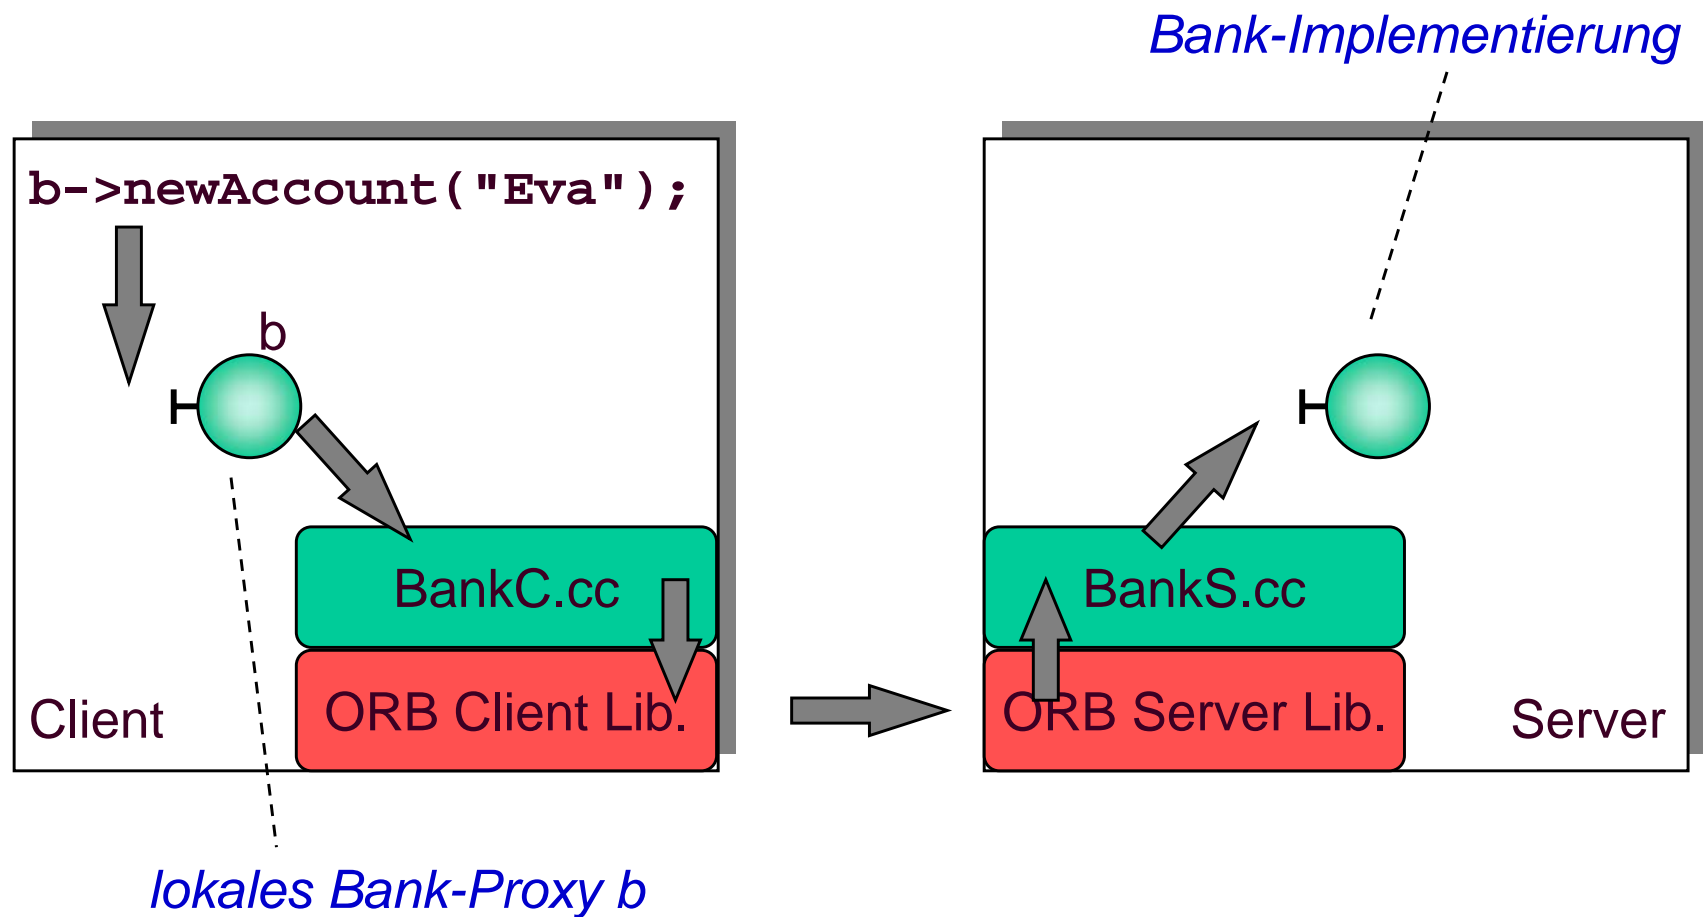 Bank-Implementierung
b->newAccount("Eva");
b
BankC.cc
ORB Client Lib.
Client
BankS.cc
ORB Server Lib.
Server
lokales Bank-Proxy b